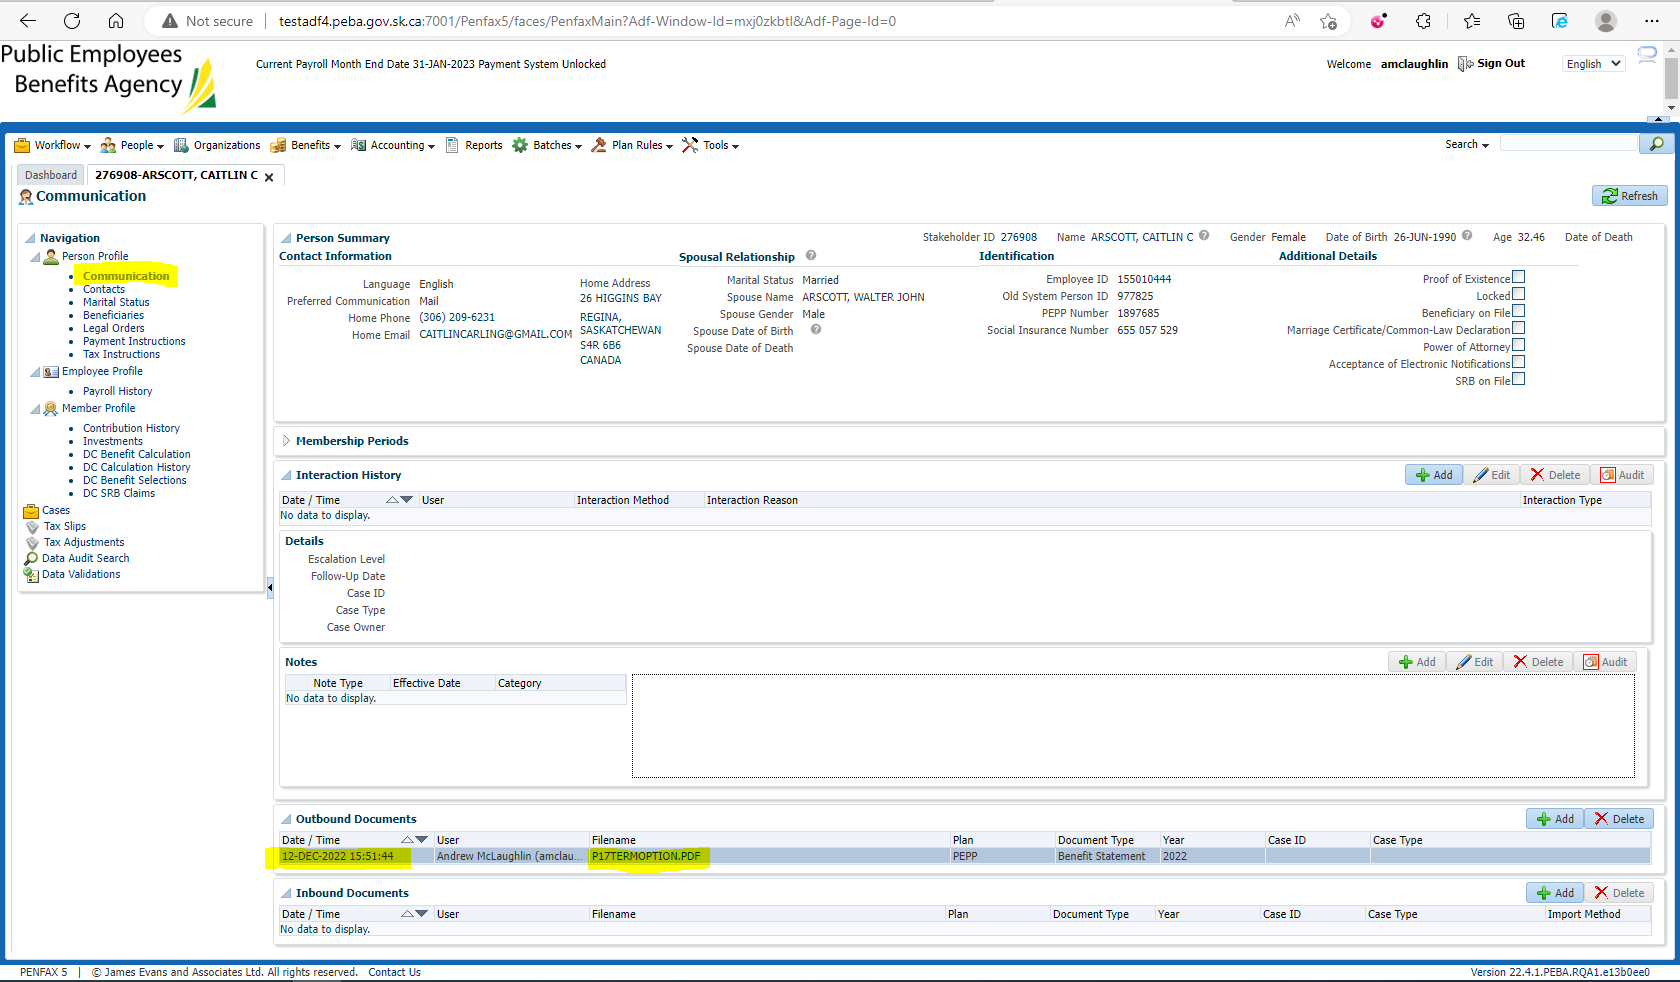 Not secure | testadf4.peba.gov.sk.ca:7001/Penfax5/faces/PenfaxMain?Adf-Window-Id=mxj0zkbtl&Adf-Page-Id=0
Public Employees
Benefits Agency
Current Payroll Month End Date 31-JAN-2023 Payment System Unlocked
Welcome amclaughlin Sign Out English
Workflow People Organizations Benefits Accounting Reports Batches Plan Rules Tools Search
Dashboard 276908-ARSCOTT, CAITLIN C
Communication Refresh
Navigation
Person Profile
Communication
Contacts
Marital Status
Beneficiaries
Legal Orders
Payment Instructions
Tax Instructions
Employee Profile
Payroll History
Member Profile
Contribution History
Investments
DC Benefit Calculation
DC Calculation History
DC Benefit Selections
DC SRB Claims
Cases
Tax Slips
Tax Adjustments
Data Audit Search
Data Validations
Person Summary Stakeholder ID 276908 Name ARSCOTT, CAITLIN C Gender Female Date of Birth 26-JUN-1990 Age 32.46 Date of Death
Contact Information
Language English
Preferred Communication Mail
Home Phone (306) 209-6231
Home Email CAITLINCARLING@GMAIL.COM
Home Address
26 HIGGINS BAY
REGINA,
SASKATCHEWAN
S4R 6B6
CANADA
Spousal Relationship
Marital Status Married
Spouse Name ARSCOTT, WALTER JOHN
Spouse Gender Male
Spouse Date of Birth
Spouse Date of Death
Identification
Employee ID 155010444
Old System Person ID 977825
PEPP Number 1897685
Social Insurance Number 655 057 529
Additional Details
Proof of Existence
Locked
Beneficiary on File
Marriage Certificate/Common-Law Declaration
Power of Attorney
Acceptance of Electronic Notifications
SRB on File
Membership Periods
Interaction History Add Edit Delete Audit
Date / Time User Interaction Method Interaction Reason Interaction Type
No data to display.
Details
Escalation Level
Follow-Up Date
Case ID
Case Type
Case Owner
Notes Add Edit Delete Audit
Note Type Effective Date Category
No data to display.
Outbound Documents Add Delete
Date / Time User Filename Plan Document Type Year Case ID Case Type
12-DEC-2022 15:51:44 Andrew McLaughlin (amclau... P17TERMOPTION.PDF PEPP Benefit Statement 2022
Inbound Documents Add Delete
Date / Time User Filename Plan Document Type Year Case ID Case Type Import Method
No data to display.
PENFAX 5 | © James Evans and Associates Ltd. All rights reserved. Contact Us Version 22.4.1.PEBA.RQA1.e13b0ee0